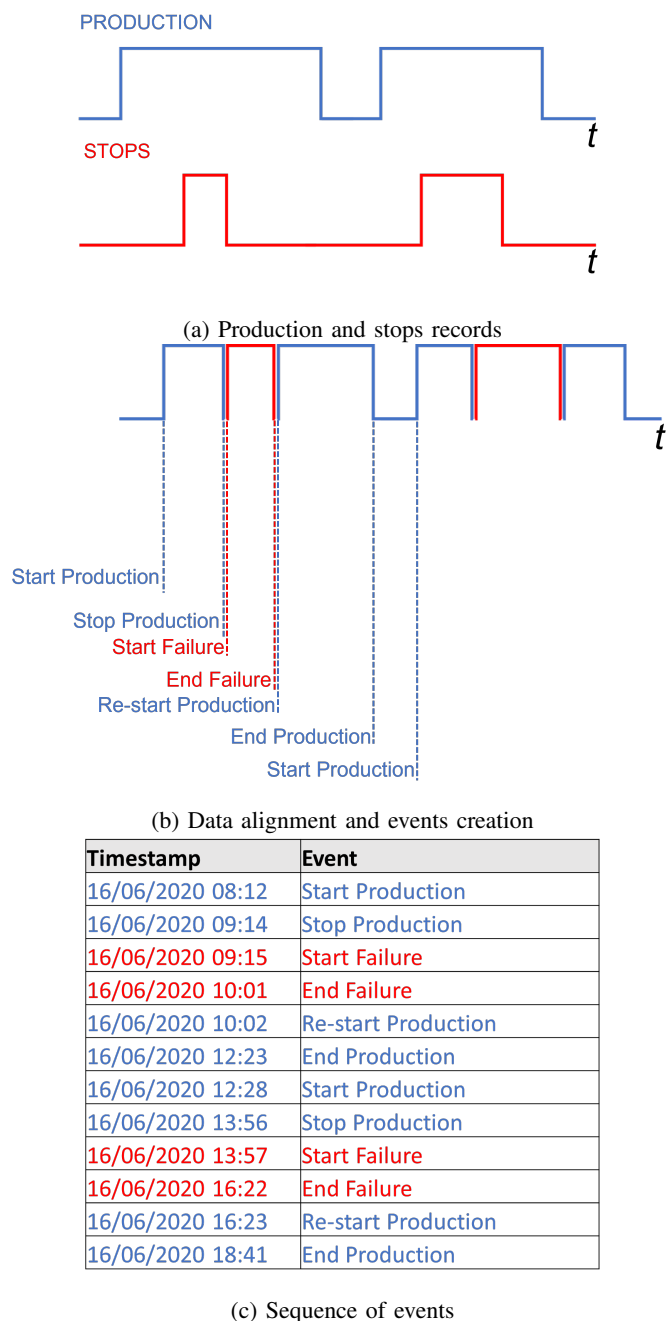 PRODUCTION
t
STOPS
t
(a) Production and stops records
t
Start Production
Stop Production
Start Failure
End Failure
Re-start Production
End Production
Start Production
(b) Data alignment and events creation
Timestamp Event
16/06/2020 08:12 Start Production
16/06/2020 09:14 Stop Production
16/06/2020 09:15 Start Failure
16/06/2020 10:01 End Failure
16/06/2020 10:02 Re-start Production
16/06/2020 12:23 End Production
16/06/2020 12:28 Start Production
16/06/2020 13:56 Stop Production
16/06/2020 13:57 Start Failure
16/06/2020 16:22 End Failure
16/06/2020 16:23 Re-start Production
16/06/2020 18:41 End Production
(c) Sequence of events